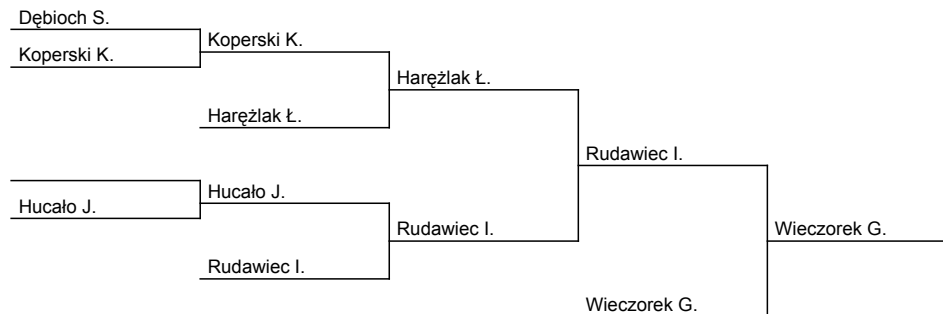 Dębioch S.
Koperski K.
Koperski K.
Harężlak Ł.
Harężlak Ł.
Rudawiec I.
Hucało J.
Hucało J.
Rudawiec I.
Wieczorek G.
Rudawiec I.
Wieczorek G.